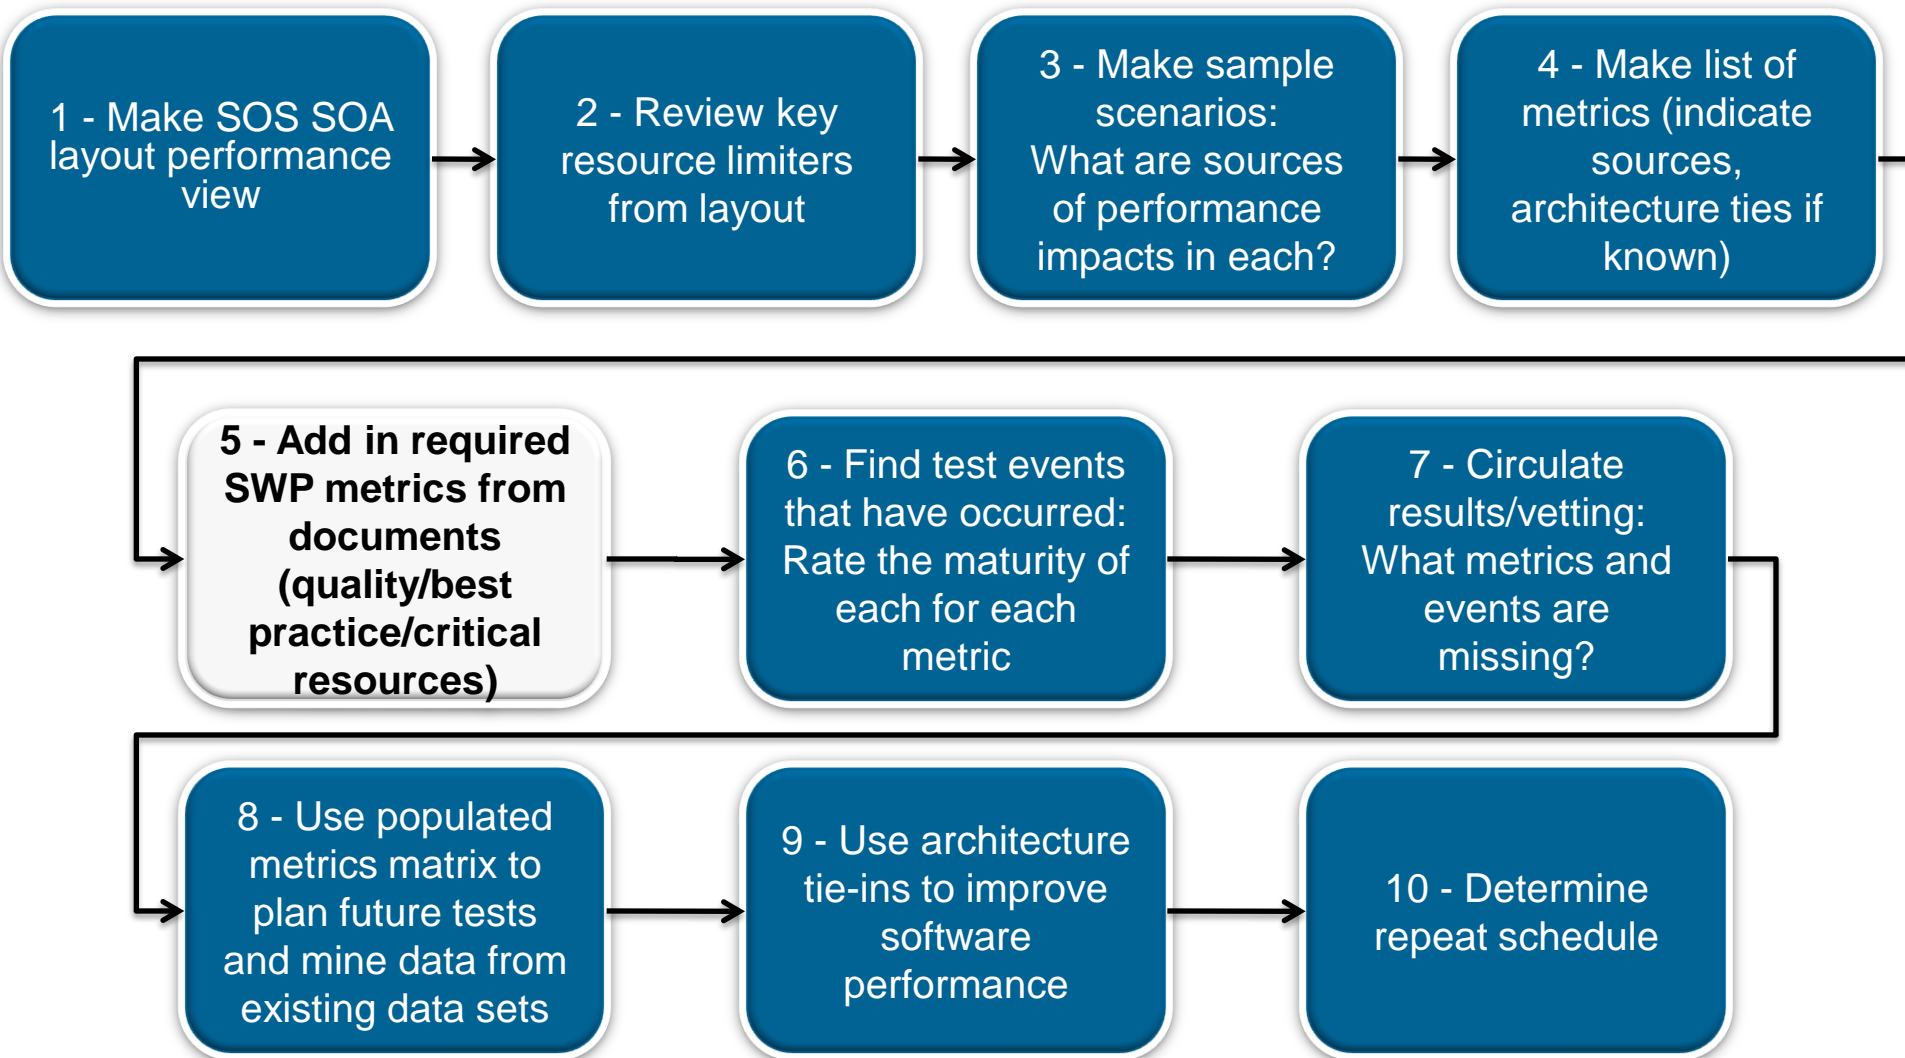 1 - Make SOS SOA
layout performance
view
2 - Review key
resource limiters
from layout
3 - Make sample
scenarios:
What are sources
of performance
impacts in each?
4 - Make list of
metrics (indicate
sources,
architecture ties if
known)
5 - Add in required
SWP metrics from
documents
(quality/best
practice/critical
resources)
6 - Find test events
that have occurred:
Rate the maturity of
each for each
metric
7 - Circulate
results/vetting:
What metrics and
events are
missing?
8 - Use populated
metrics matrix to
plan future tests
and mine data from
existing data sets
9 - Use architecture
tie-ins to improve
software
performance
10 - Determine
repeat schedule